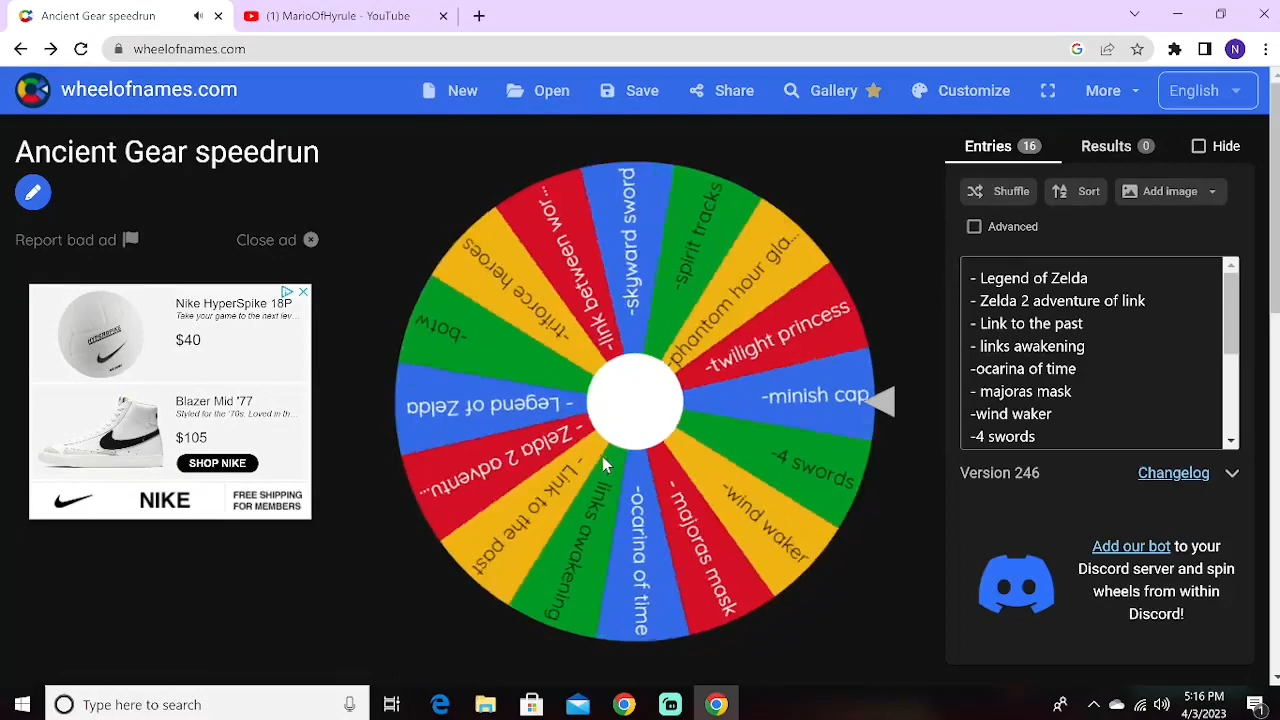 Ancient Gear speedrun
(1) MarioOfHyrule - YouTube
wheelofnames.com
N
wheelofnames.com
New
Open
Save
Share
Gallery
Customize
More
English
Ancient Gear speedrun
Report bad ad
Close ad
Nike HyperSpike 18P
Take your game to the next lev...
$40
Blazer Mid '77
Styled for the '70s. Loved in th...
$105
SHOP NIKE
NIKE
FREE SHIPPING
FOR MEMBERS
-skyward sword
-spirit tracks
-phantom hour gla...
-twilight princess
-minish cap
-4 swords
-wind waker
- majoras mask
-ocarina of time
- links awakening
- Link to the past
- Zelda 2 adventu...
- Legend of Zelda
-botw
-triforce heroes
-link between wor...
Entries 16
Results 0
Hide
Shuffle
Sort
Add image
Advanced
- Legend of Zelda
- Zelda 2 adventure of link
- Link to the past
- links awakening
-ocarina of time
- majoras mask
-wind waker
-4 swords
Version 246
Changelog
Add our bot to your
Discord server and spin
wheels from within
Discord!
Type here to search
5:16 PM
4/3/2023
1